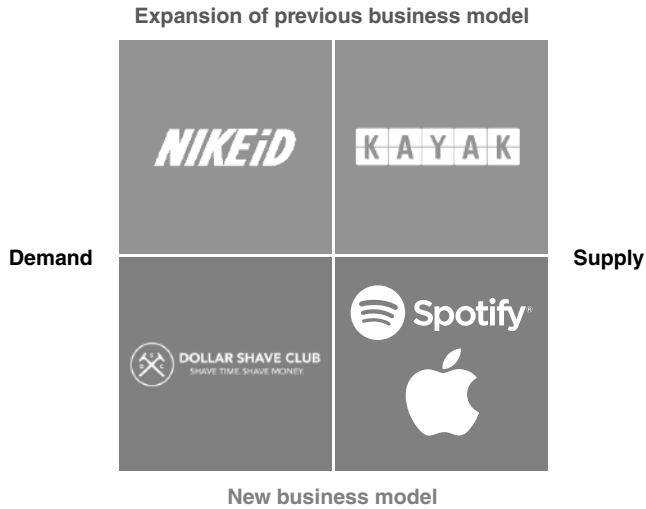 Expansion of previous business model
NIKEiD
KAYAK
Demand
Supply
Spotify®
DSC
DOLLAR SHAVE CLUB
SHAVE TIME. SHAVE MONEY.
New business model